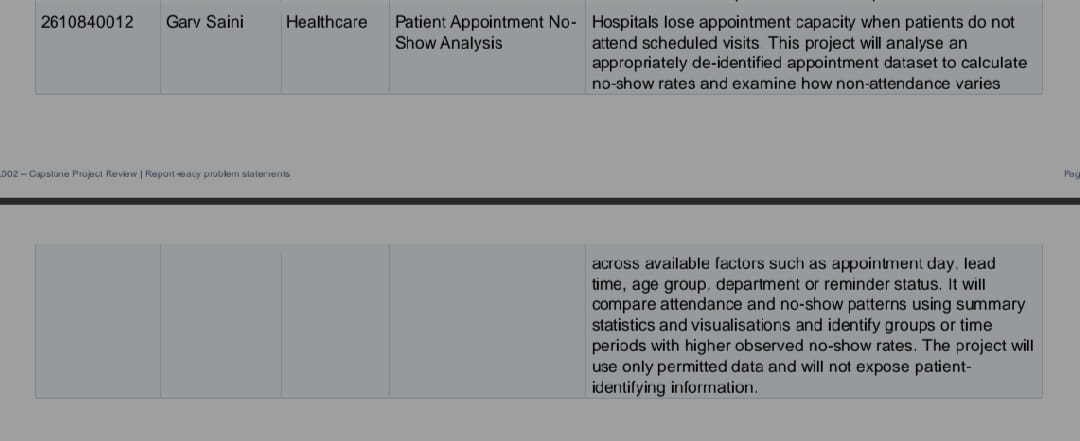 2610840012 Garv Saini Healthcare Patient Appointment No- Hospitals lose appointment capacity when patients do not
Show Analysis attend scheduled visits. This project will analyse an
appropriately de-identified appointment dataset to calculate
no-show rates and examine how non-attendance varies
002 – Capstone Project Review | Report-ready problem statements Pag
across available factors such as appointment day, lead
time, age group, department or reminder status. It will
compare attendance and no-show patterns using summary
statistics and visualisations and identify groups or time
periods with higher observed no-show rates. The project will
use only permitted data and will not expose patient-
identifying information.